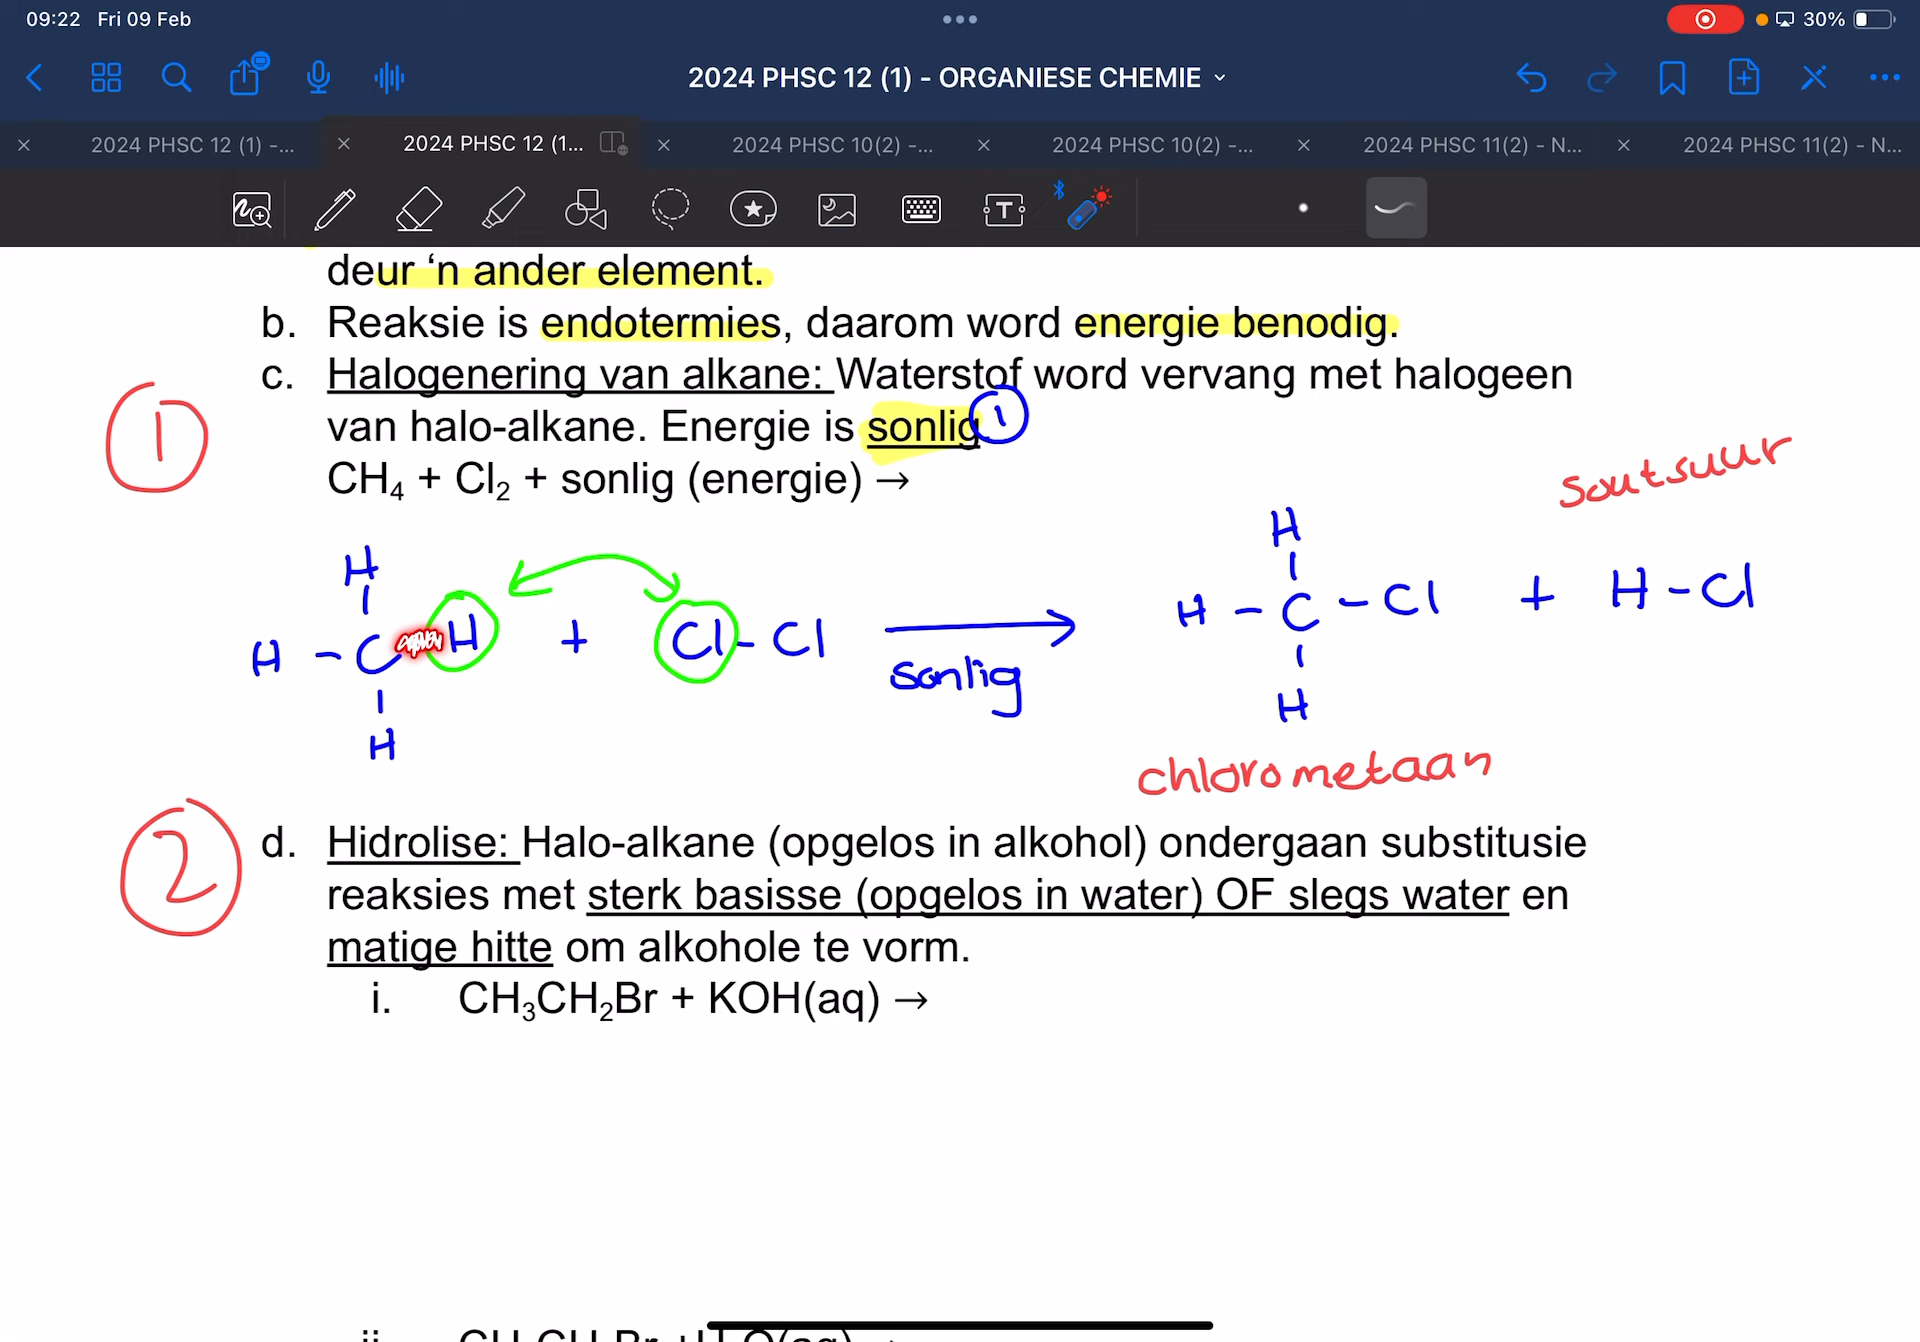 09:22 Fri 09 Feb
30%
2024 PHSC 12 (1) - ORGANIESE CHEMIE
2024 PHSC 12 (1) -...
2024 PHSC 12 (1...
2024 PHSC 10(2) -...
2024 PHSC 10(2) -...
2024 PHSC 11(2) - N...
2024 PHSC 11(2) - N...
deur ‘n ander element.
b. Reaksie is endotermies, daarom word energie benodig.
c. Halogenering van alkane: Waterstof word vervang met halogeen
van halo-alkane. Energie is sonlig 1
1
CH₄ + Cl₂ + sonlig (energie) →
soutsuur
H
H
H - C H + Cl - Cl
sonlig
H - C - Cl + H - Cl
H
H
chlorometaan
2
d. Hidrolise: Halo-alkane (opgelos in alkohol) ondergaan substitusie
reaksies met sterk basisse (opgelos in water) OF slegs water en
matige hitte om alkohole te vorm.
i. CH₃CH₂Br + KOH(aq) →